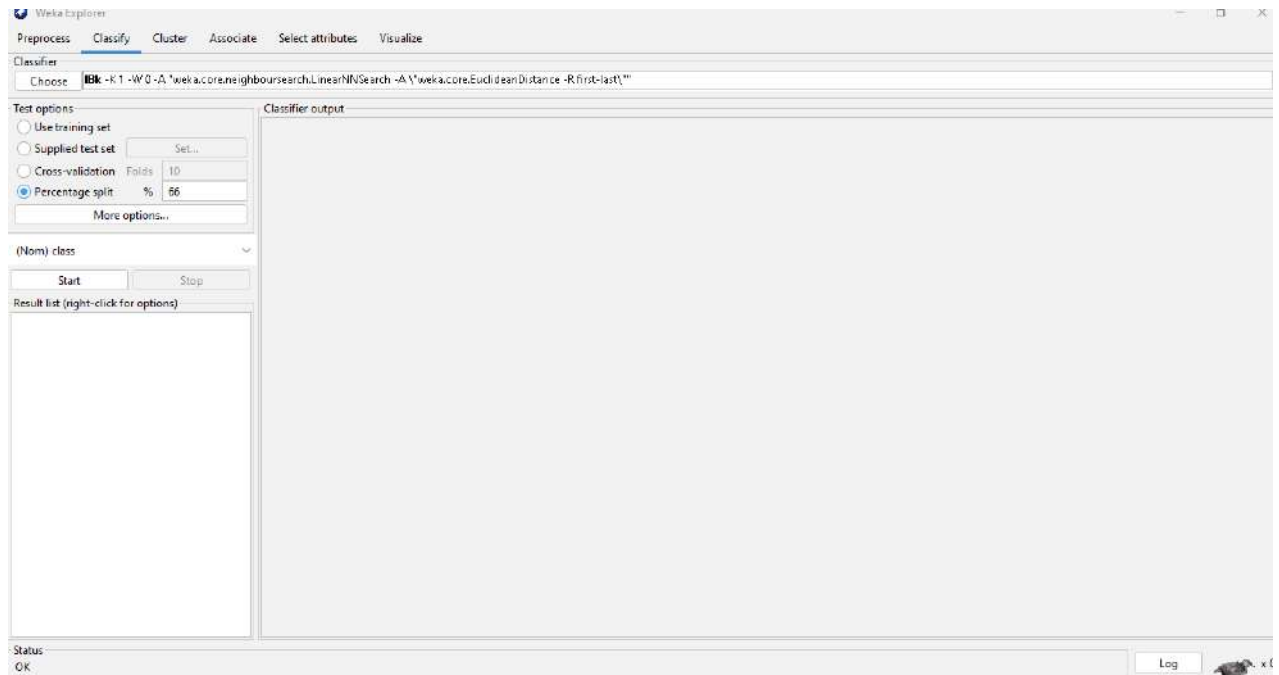 Weka Explorer
Preprocess Classify Cluster Associate Select attributes Visualize
Classifier
Choose IBk -K 1 -W 0 -A "weka.core.neighboursearch.LinearNNSearch -A \"weka.core.EuclideanDistance -R first-last\""
Test options
Use training set
Supplied test set Set...
Cross-validation Folds 10
Percentage split % 66
More options...
(Nom) class
Start Stop
Result list (right-click for options)
Classifier output
Status
OK
Log x 0